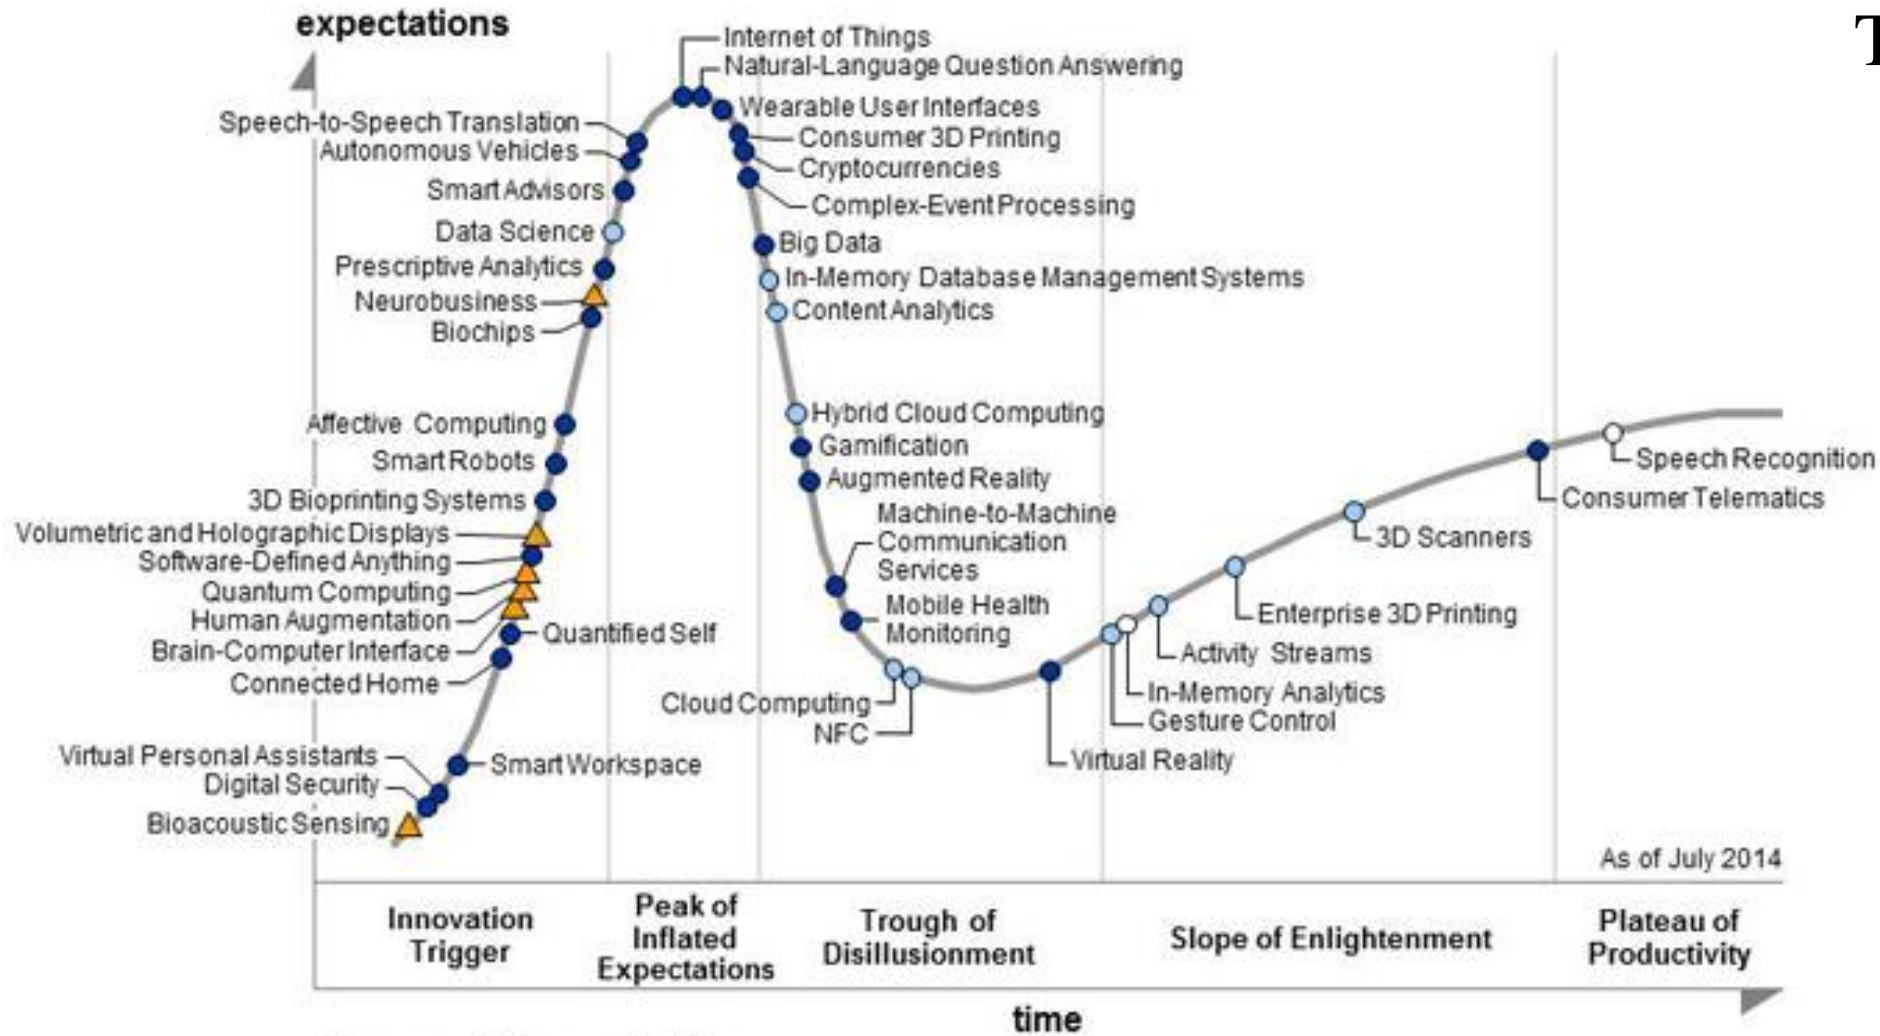 expectations
T
Internet of Things
Natural-Language Question Answering
Wearable User Interfaces
Consumer 3D Printing
Cryptocurrencies
Complex-Event Processing
Speech-to-Speech Translation
Autonomous Vehicles
Smart Advisors
Data Science
Prescriptive Analytics
Neurobusiness
Biochips
Big Data
In-Memory Database Management Systems
Content Analytics
Affective Computing
Smart Robots
3D Bioprinting Systems
Volumetric and Holographic Displays
Software-Defined Anything
Quantum Computing
Human Augmentation
Brain-Computer Interface
Connected Home
Quantified Self
Virtual Personal Assistants
Digital Security
Bioacoustic Sensing
Smart Workspace
Hybrid Cloud Computing
Gamification
Augmented Reality
Machine-to-Machine
Communication
Services
Mobile Health
Monitoring
Cloud Computing
NFC
Virtual Reality
Gesture Control
In-Memory Analytics
Activity Streams
Enterprise 3D Printing
3D Scanners
Consumer Telematics
Speech Recognition
As of July 2014
Innovation
Trigger
Peak of
Inflated
Expectations
Trough of
Disillusionment
Slope of Enlightenment
Plateau of
Productivity
time